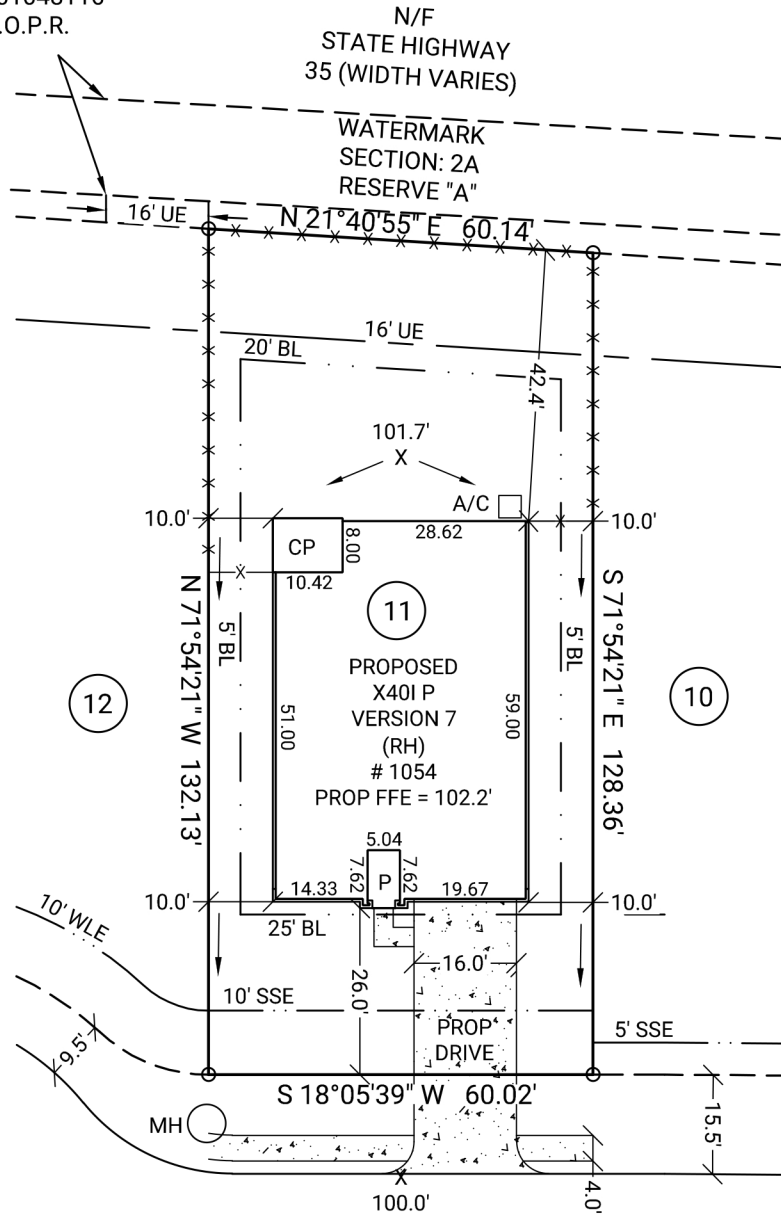 .O.P.R.
N/F
STATE HIGHWAY
35 (WIDTH VARIES)
WATERMARK
SECTION: 2A
RESERVE "A"
16' UE
N 21°40'55" E 60.14'
16' UE
20' BL
42.4'
101.7'
X
A/C
10.0'
10.0'
CP
8.00
28.62
10.42
N 71°54'21" W 132.13'
S 71°54'21" E 128.36'
5' BL
5' BL
11
12
10
PROPOSED
X40I P
VERSION 7
(RH)
# 1054
PROP FFE = 102.2'
51.00
59.00
5.04
7.62
P
7.62
14.33
19.67
10.0'
10.0'
25' BL
10' WLE
16.0'
26.0'
10' SSE
PROP
DRIVE
5' SSE
9.5'
S 18°05'39" W 60.02'
MH
15.5'
X
100.0'
4.0'